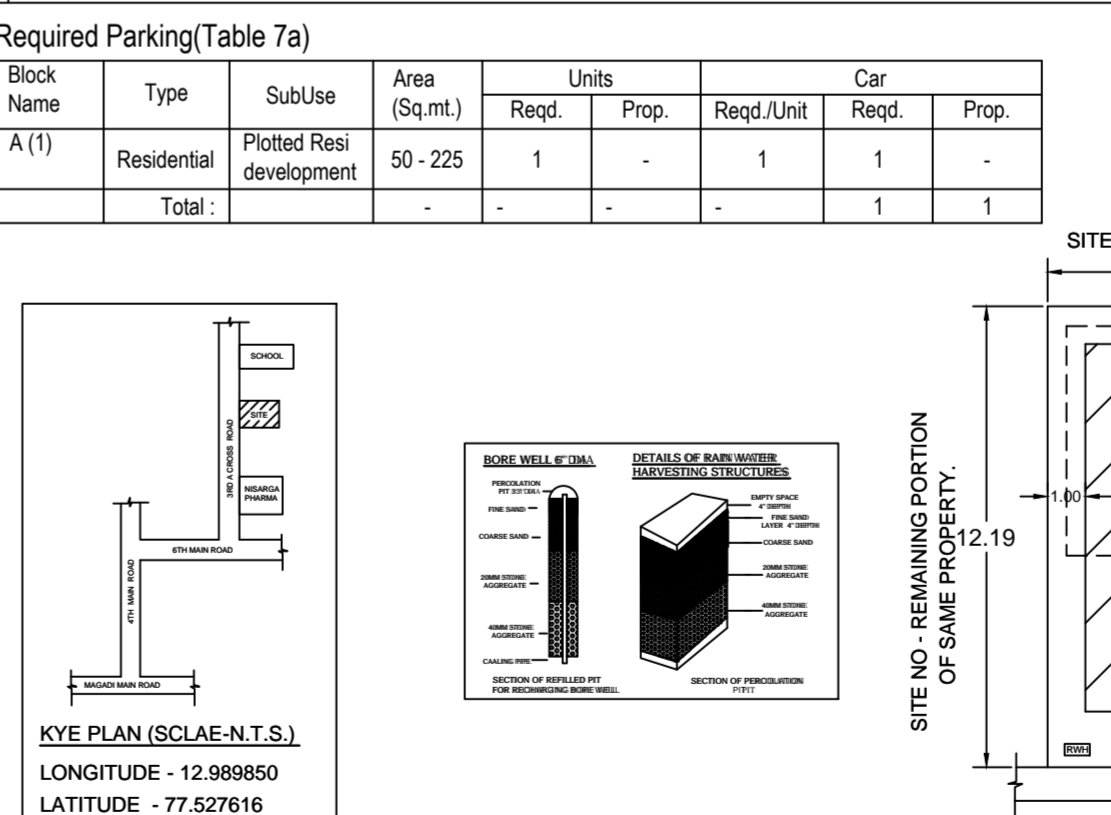 Required Parking(Table 7a)
Block Name Type SubUse Area (Sq.mt.) Units Car
Reqd. Prop. Reqd./Unit Reqd. Prop.
A (1) Residential Plotted Resi development 50 - 225 1 - 1 1 -
Total : - - - - 1 1
SITE
SCHOOL
SITE
3RD A CROSS ROAD
NISARGA
PHARMA
6TH MAIN ROAD
4TH MAIN ROAD
MAGADI MAIN ROAD
KYE PLAN (SCLAE-N.T.S.)
LONGITUDE - 12.989850
LATITUDE - 77.527616
BORE WELL 6" DIA
PERCOLATION
PIT
FINE SAND
COARSE SAND
20MM STONE
AGGREGATE
40MM STONE
AGGREGATE
CAALING PIPE
SECTION OF REFILLED PIT
FOR RECHARGING BORE WELL
DETAILS OF RAIN WATER
HARVESTING STRUCTURES
EMPTY SPACE
4" DEPTH
FINE SAND
LAYER 4" DEPTH
COARSE SAND
20MM STONE
AGGREGATE
40MM STONE
AGGREGATE
SECTION OF PERCOLATION
PIT
SITE NO - REMAINING PORTION
OF SAME PROPERTY.
12.19
1.00
RWH